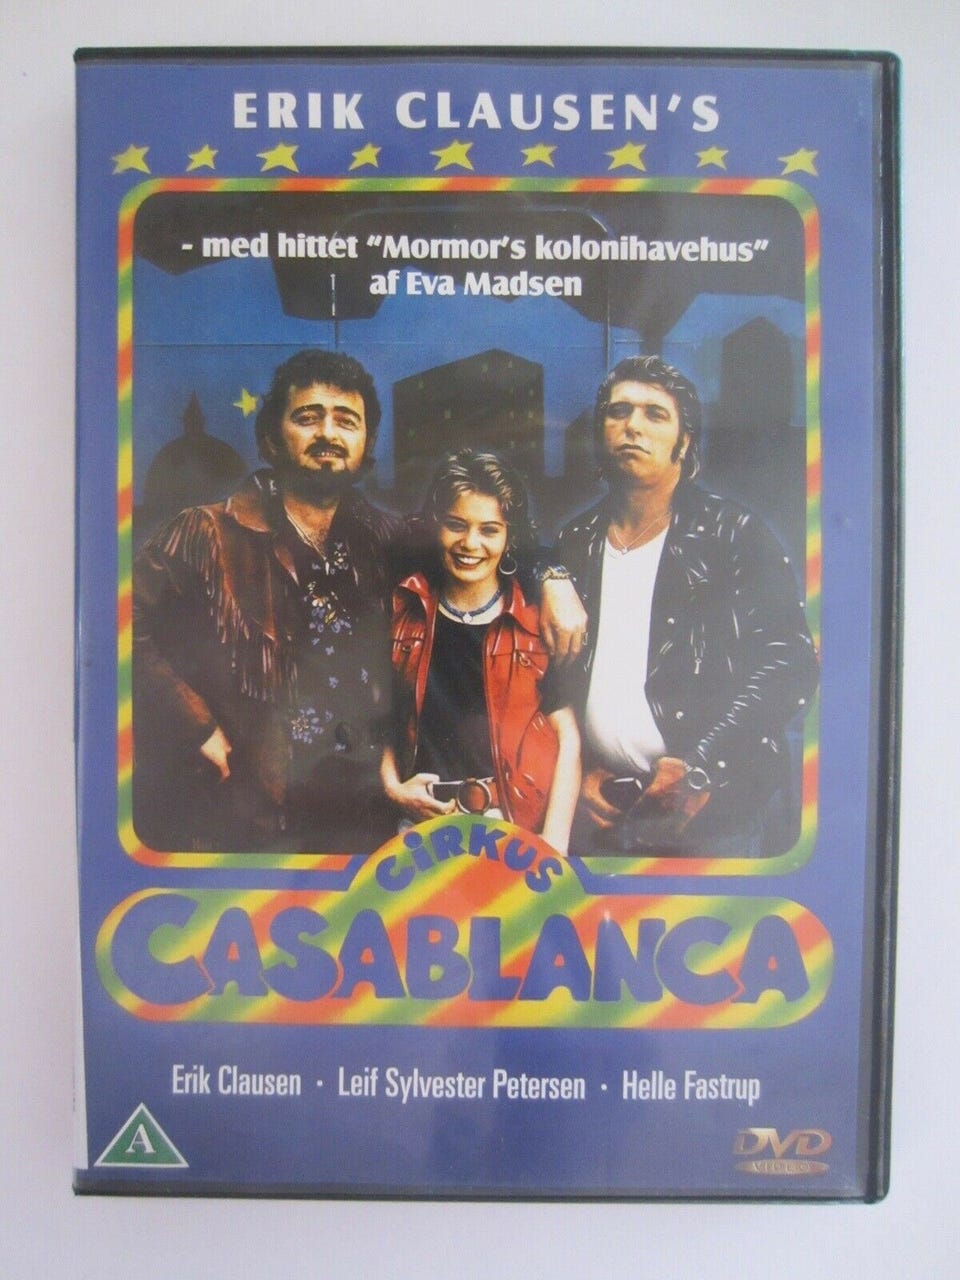 ERIK CLAUSEN'S
- med hittet "Mormor's kolonihavehus"
af Eva Madsen
CiRKUS
CASABLANCA
Erik Clausen • Leif Sylvester Petersen • Helle Fastrup
A
DVD
VIDEO